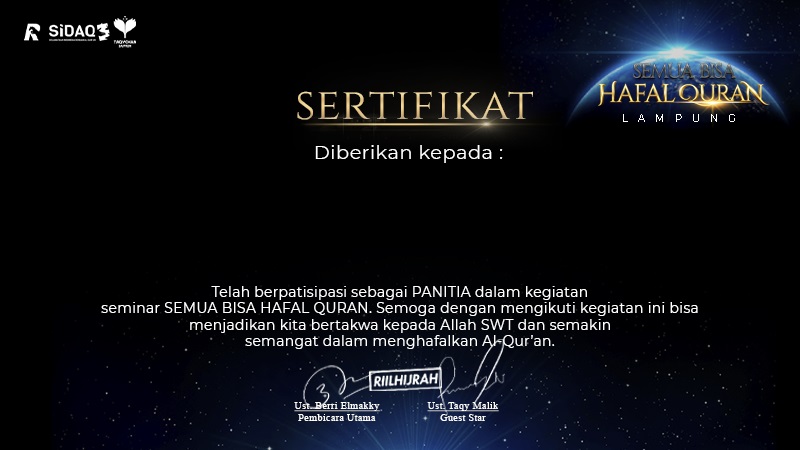 SiDAQ3
SEMUA BISA
HAFAL QURAN
LAMPUNG
SERTIFIKAT
Diberikan kepada :
Telah berpatisipasi sebagai PANITIA dalam kegiatan
seminar SEMUA BISA HAFAL QURAN. Semoga dengan mengikuti kegiatan ini bisa
menjadikan kita bertakwa kepada Allah SWT dan semakin
semangat dalam menghafalkan Al-Qur'an.
RIILHIJRAH
Ust. Berri Elmakky Ust. Taqy Malik
Pembicara Utama Guest Star